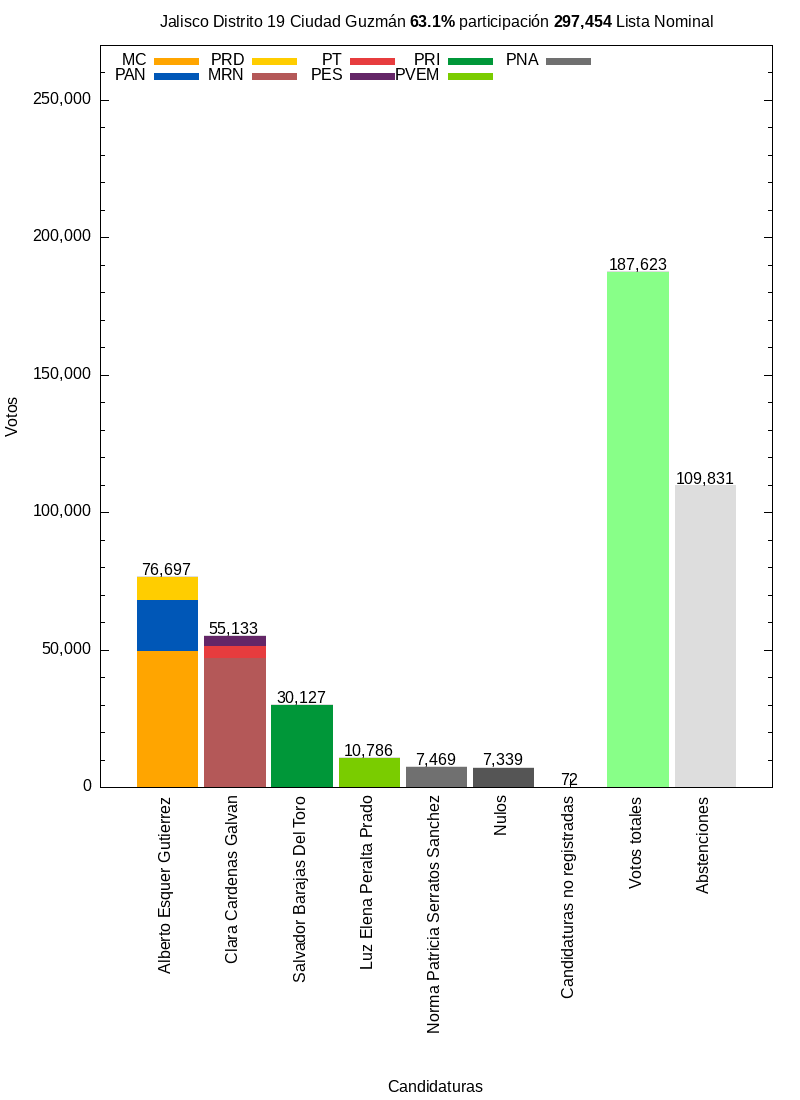 Jalisco Distrito 19 Ciudad Guzmán 63.1% participación 297,454 Lista Nominal
MC PRD PT PRI PNA
PAN MRN PES PVEM
250,000
200,000
150,000
100,000
50,000
0
Votos
76,697
55,133
30,127
10,786
7,469
7,339
72
187,623
109,831
Alberto Esquer Gutierrez
Clara Cardenas Galvan
Salvador Barajas Del Toro
Luz Elena Peralta Prado
Norma Patricia Serratos Sanchez
Nulos
Candidaturas no registradas
Votos totales
Abstenciones
Candidaturas